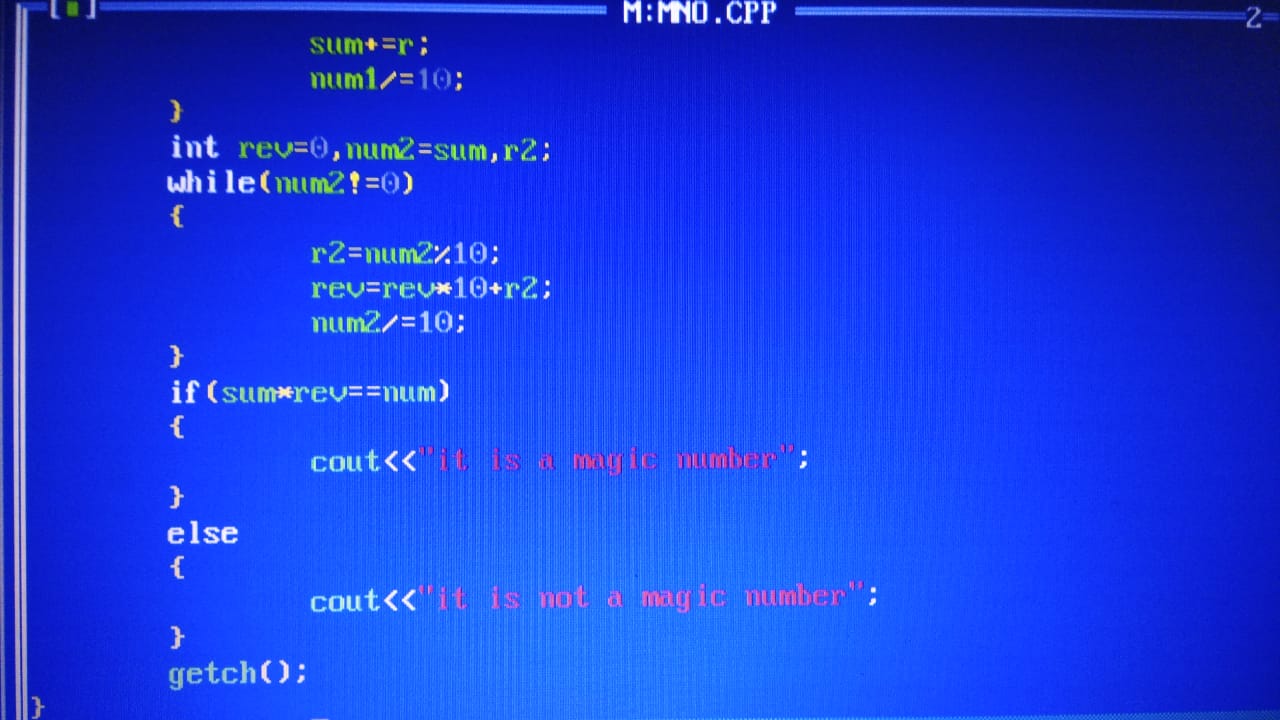 [■] M:MNO.CPP 2
sum+=r;
num1/=10;
}
int rev=0,num2=sum,r2;
while(num2!=0)
{
r2=num2%10;
rev=rev*10+r2;
num2/=10;
}
if(sum*rev==num)
{
cout<<"it is a magic number";
}
else
{
cout<<"it is not a magic number";
}
getch();
}